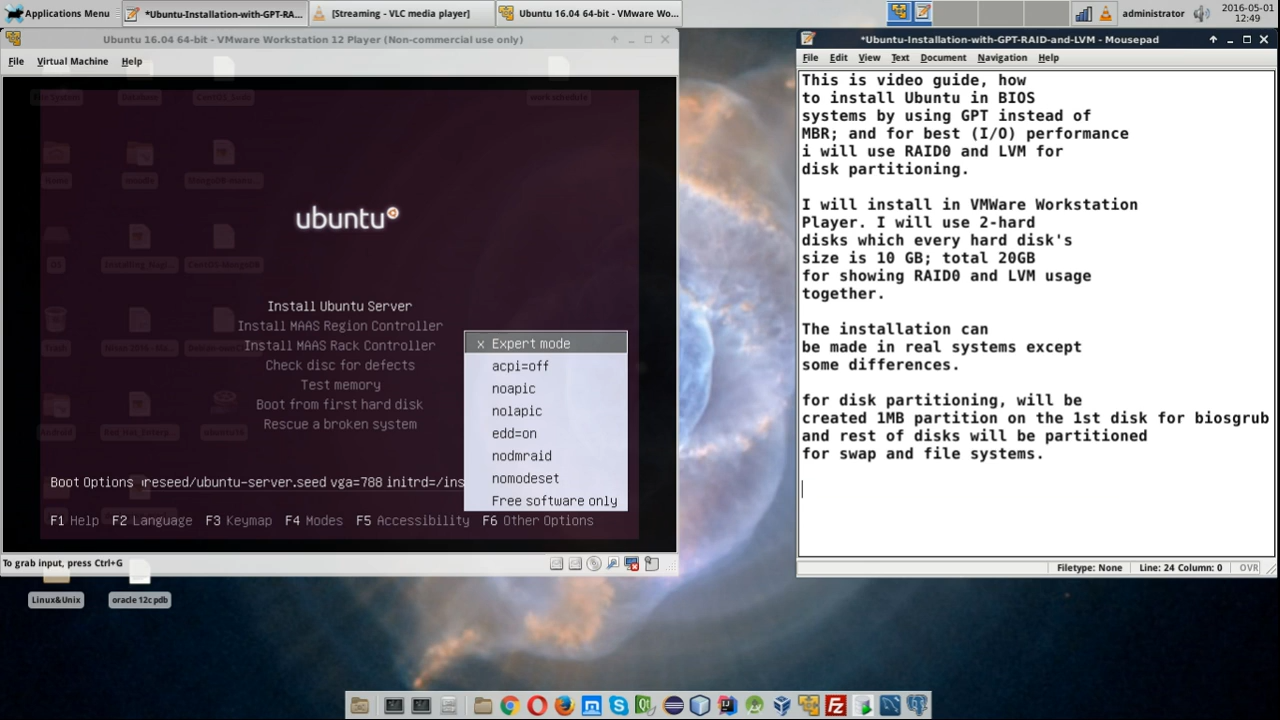 Applications Menu
*Ubuntu-Installation-with-GPT-RA...
[Streaming - VLC media player]
Ubuntu 16.04 64-bit - VMware Wo...
administrator
2016-05-01
12:49
Ubuntu 16.04 64-bit - VMware Workstation 12 Player (Non-commercial use only)
File Virtual Machine Help
ubuntu
Install Ubuntu Server
Install MAAS Region Controller
Install MAAS Rack Controller
Check disc for defects
Test memory
Boot from first hard disk
Rescue a broken system
Expert mode
acpi=off
noapic
nolapic
edd=on
nodmraid
nomodeset
Free software only
Boot Options reseed/ubuntu-server.seed vga=788 initrd=/ins
F1 Help F2 Language F3 Keymap F4 Modes F5 Accessibility F6 Other Options
To grab input, press Ctrl+G
Linux&Unix
oracle 12c pdb
*Ubuntu-Installation-with-GPT-RAID-and-LVM - Mousepad
File Edit View Text Document Navigation Help
This is video guide, how
to install Ubuntu in BIOS
systems by using GPT instead of
MBR; and for best (I/O) performance
i will use RAID0 and LVM for
disk partitioning.
I will install in VMWare Workstation
Player. I will use 2-hard
disks which every hard disk's
size is 10 GB; total 20GB
for showing RAID0 and LVM usage
together.
The installation can
be made in real systems except
some differences.
for disk partitioning, will be
created 1MB partition on the 1st disk for biosgrub
and rest of disks will be partitioned
for swap and file systems.
Filetype: None
Line: 24 Column: 0
OVR